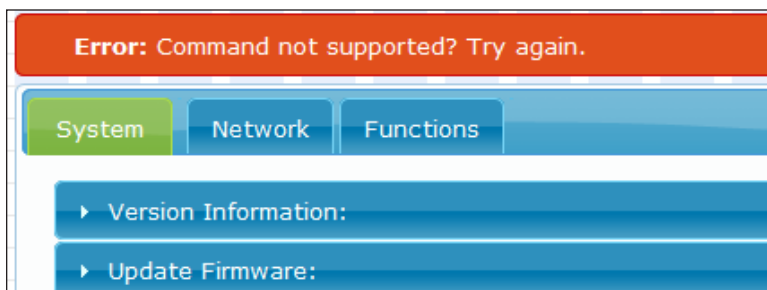 Error: Command not supported? Try again.
System Network Functions
Version Information:
Update Firmware: